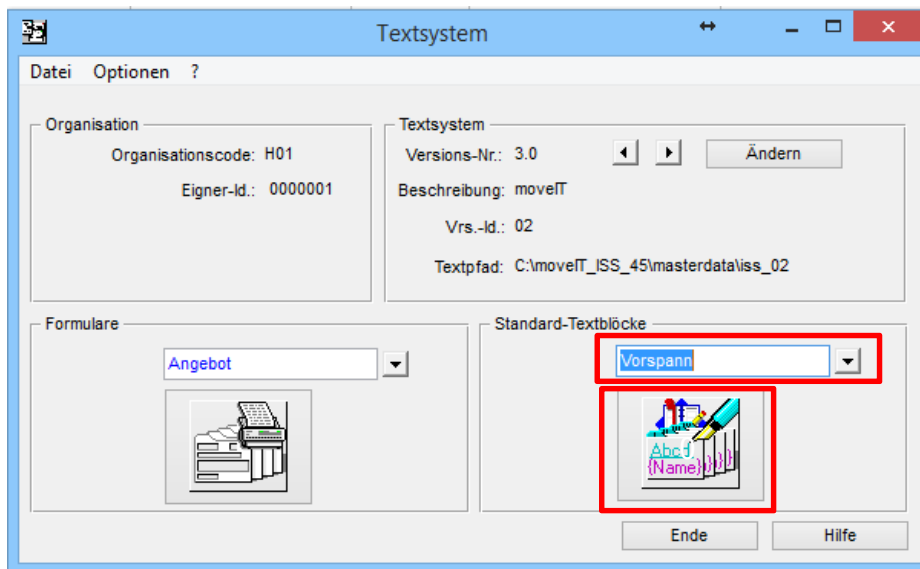 Textsystem
Datei Optionen ?
Organisation
Organisationscode: H01
Eigner-Id.: 0000001
Textsystem
Versions-Nr.: 3.0
Ändern
Beschreibung: moveIT
Vrs.-Id.: 02
Textpfad: C:\moveIT_ISS_45\masterdata\iss_02
Formulare
Angebot
Standard-Textblöcke
Vorspann
Abcd
{Name}}}}}
Ende
Hilfe